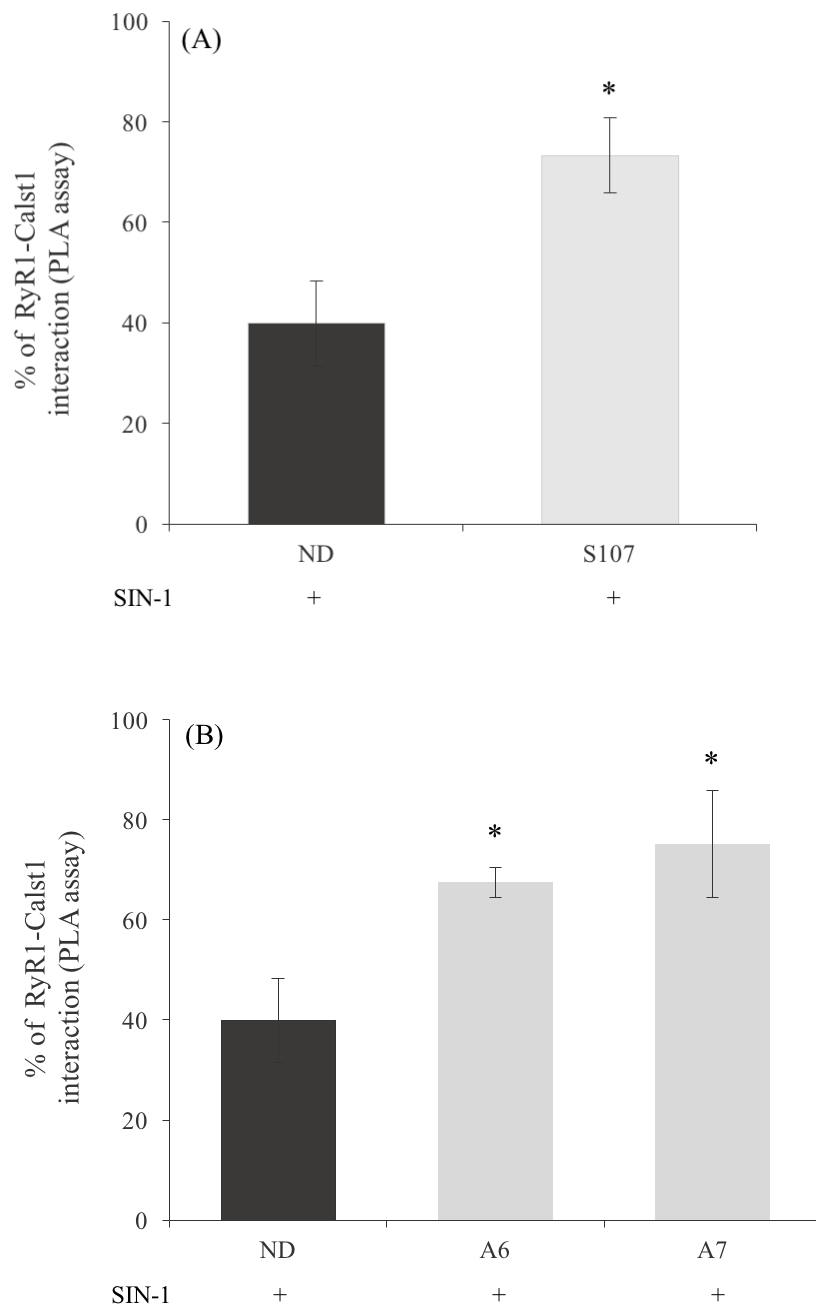 (A)
*
% of RyR1-Calst1
interaction (PLA assay)
100
80
60
40
20
0
ND S107
SIN-1 + +
(B)
* *
% of RyR1-Calst1
interaction (PLA assay)
100
80
60
40
20
0
ND A6 A7
SIN-1 + + +